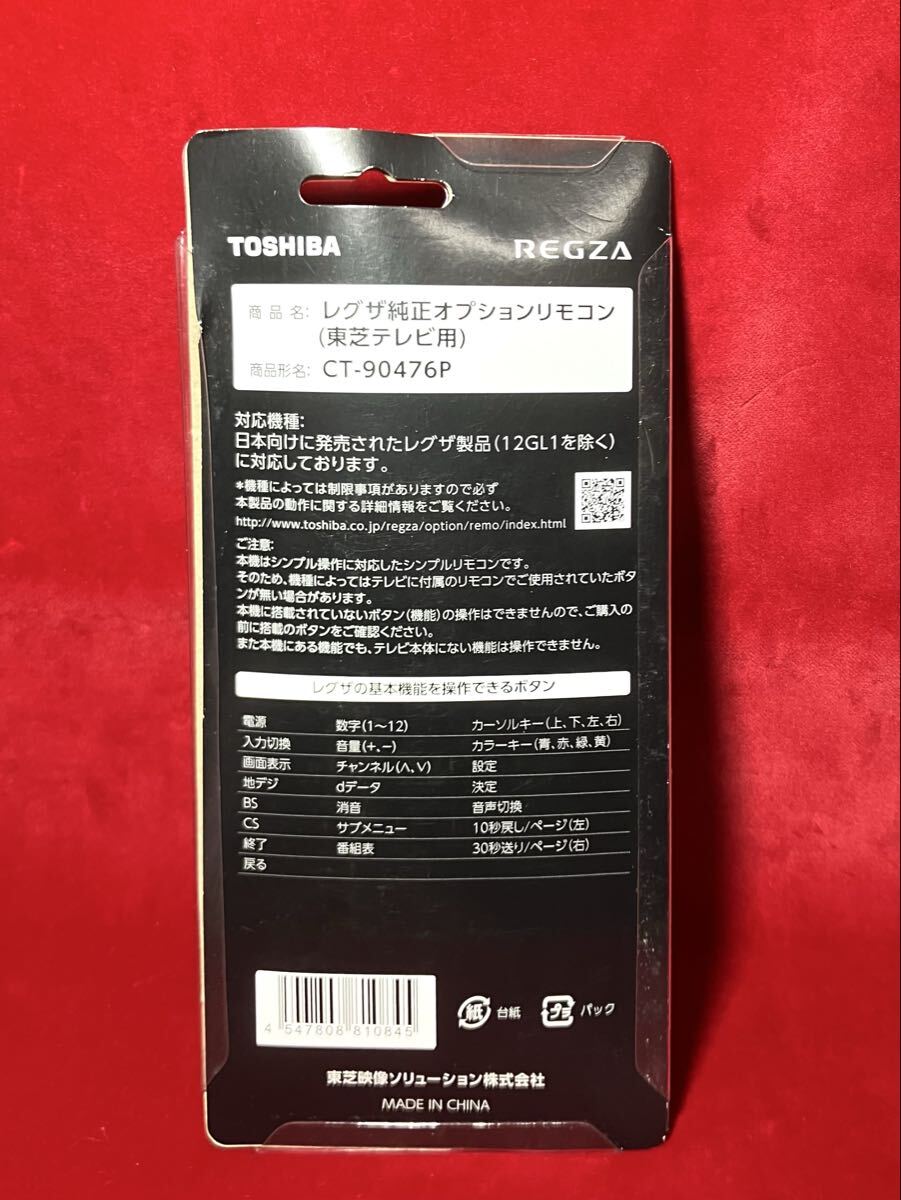 TOSHIBA REGZA
商品名: レグザ純正オプションリモコン
(東芝テレビ用)
商品形名: CT-90476P
対応機種:
日本向けに発売されたレグザ製品(12GL1を除く)
に対応しております。
*機種によっては制限事項がありますので必ず
本製品の動作に関する詳細情報をご覧ください。
http://www.toshiba.co.jp/regza/option/remo/index.html
ご注意:
本機はシンプル操作に対応したシンプルリモコンです。
そのため、機種によってはテレビに付属のリモコンでご使用されていたボタ
ンが無い場合があります。
本機に搭載されていないボタン(機能)の操作はできませんので、ご購入の
前に搭載のボタンをご確認ください。
また本機にある機能でも、テレビ本体にない機能は操作できません。
レグザの基本機能を操作できるボタン
電源 数字(1〜12) カーソルキー(上、下、左、右)
入力切換 音量(+、-) カラーキー(青、赤、緑、黄)
画面表示 チャンネル(∧、∨) 設定
地デジ dデータ 決定
BS 消音 音声切換
CS サブメニュー 10秒戻し/ページ(左)
終了 番組表 30秒送り/ページ(右)
戻る
4 547808 810845
紙 台紙 プラ パック
東芝映像ソリューション株式会社
MADE IN CHINA